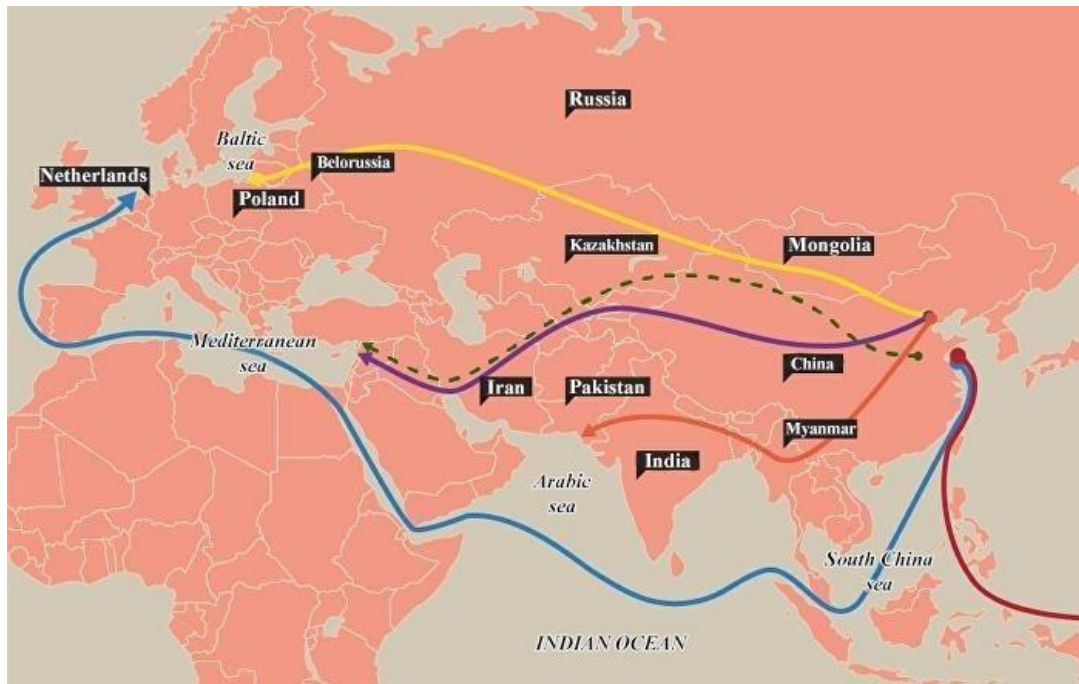 Russia
Baltic
sea
Belorussia
Netherlands
Poland
Kazakhstan
Mongolia
Mediterranean
sea
Iran
Pakistan
China
Myanmar
India
Arabic
sea
South China
sea
INDIAN OCEAN